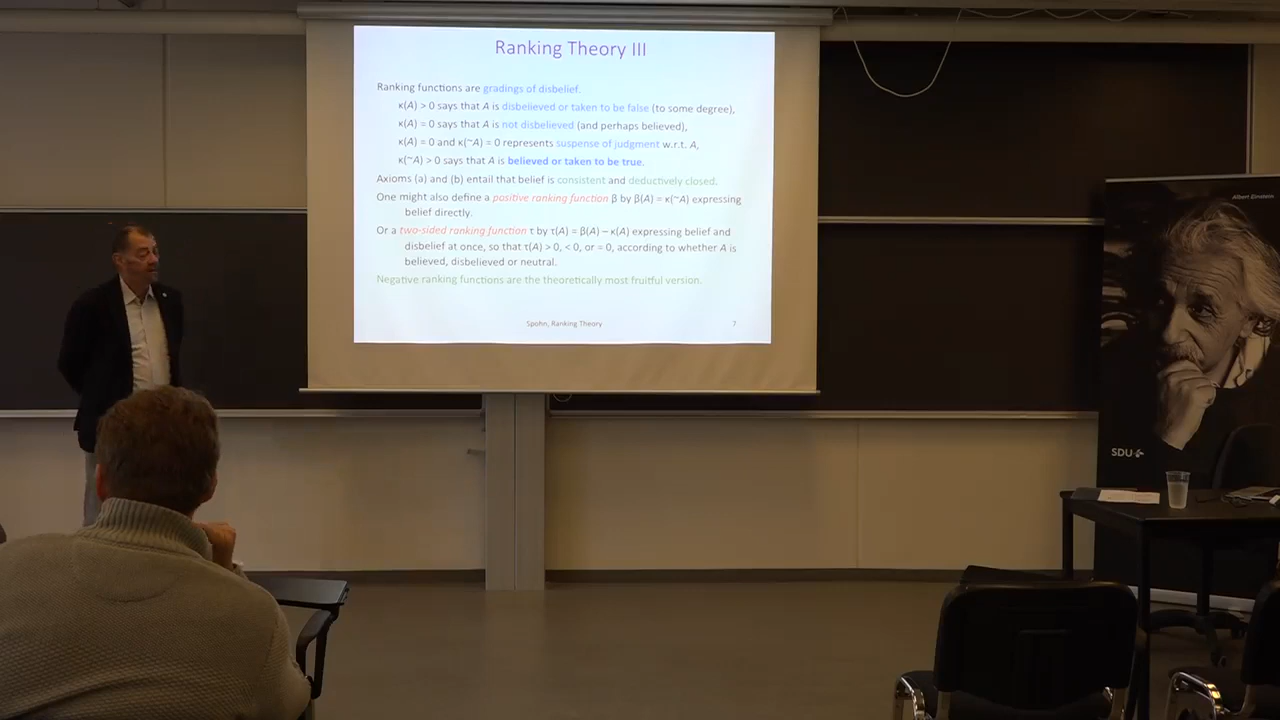 Ranking Theory III
Ranking functions are gradings of disbelief.
κ(A) > 0 says that A is disbelieved or taken to be false (to some degree),
κ(A) = 0 says that A is not disbelieved (and perhaps believed),
κ(A) = 0 and κ(~A) = 0 represents suspense of judgment w.r.t. A,
κ(~A) > 0 says that A is believed or taken to be true.
Axioms (a) and (b) entail that belief is consistent and deductively closed.
One might also define a positive ranking function β by β(A) = κ(~A) expressing
belief directly.
Or a two-sided ranking function τ by τ(A) = β(A) – κ(A) expressing belief and
disbelief at once, so that τ(A) > 0, < 0, or = 0, according to whether A is
believed, disbelieved or neutral.
Negative ranking functions are the theoretically most fruitful version.
Spohn, Ranking Theory
7
Albert Einstein
SDU